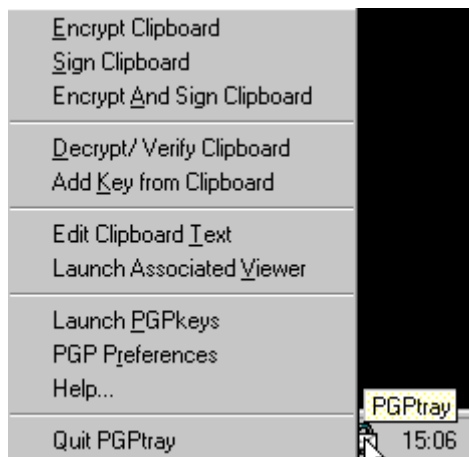 Encrypt Clipboard
Sign Clipboard
Encrypt And Sign Clipboard
Decrypt/ Verify Clipboard
Add Key from Clipboard
Edit Clipboard Text
Launch Associated Viewer
Launch PGPkeys
PGP Preferences
Help...
PGPtray
Quit PGPtray 15:06